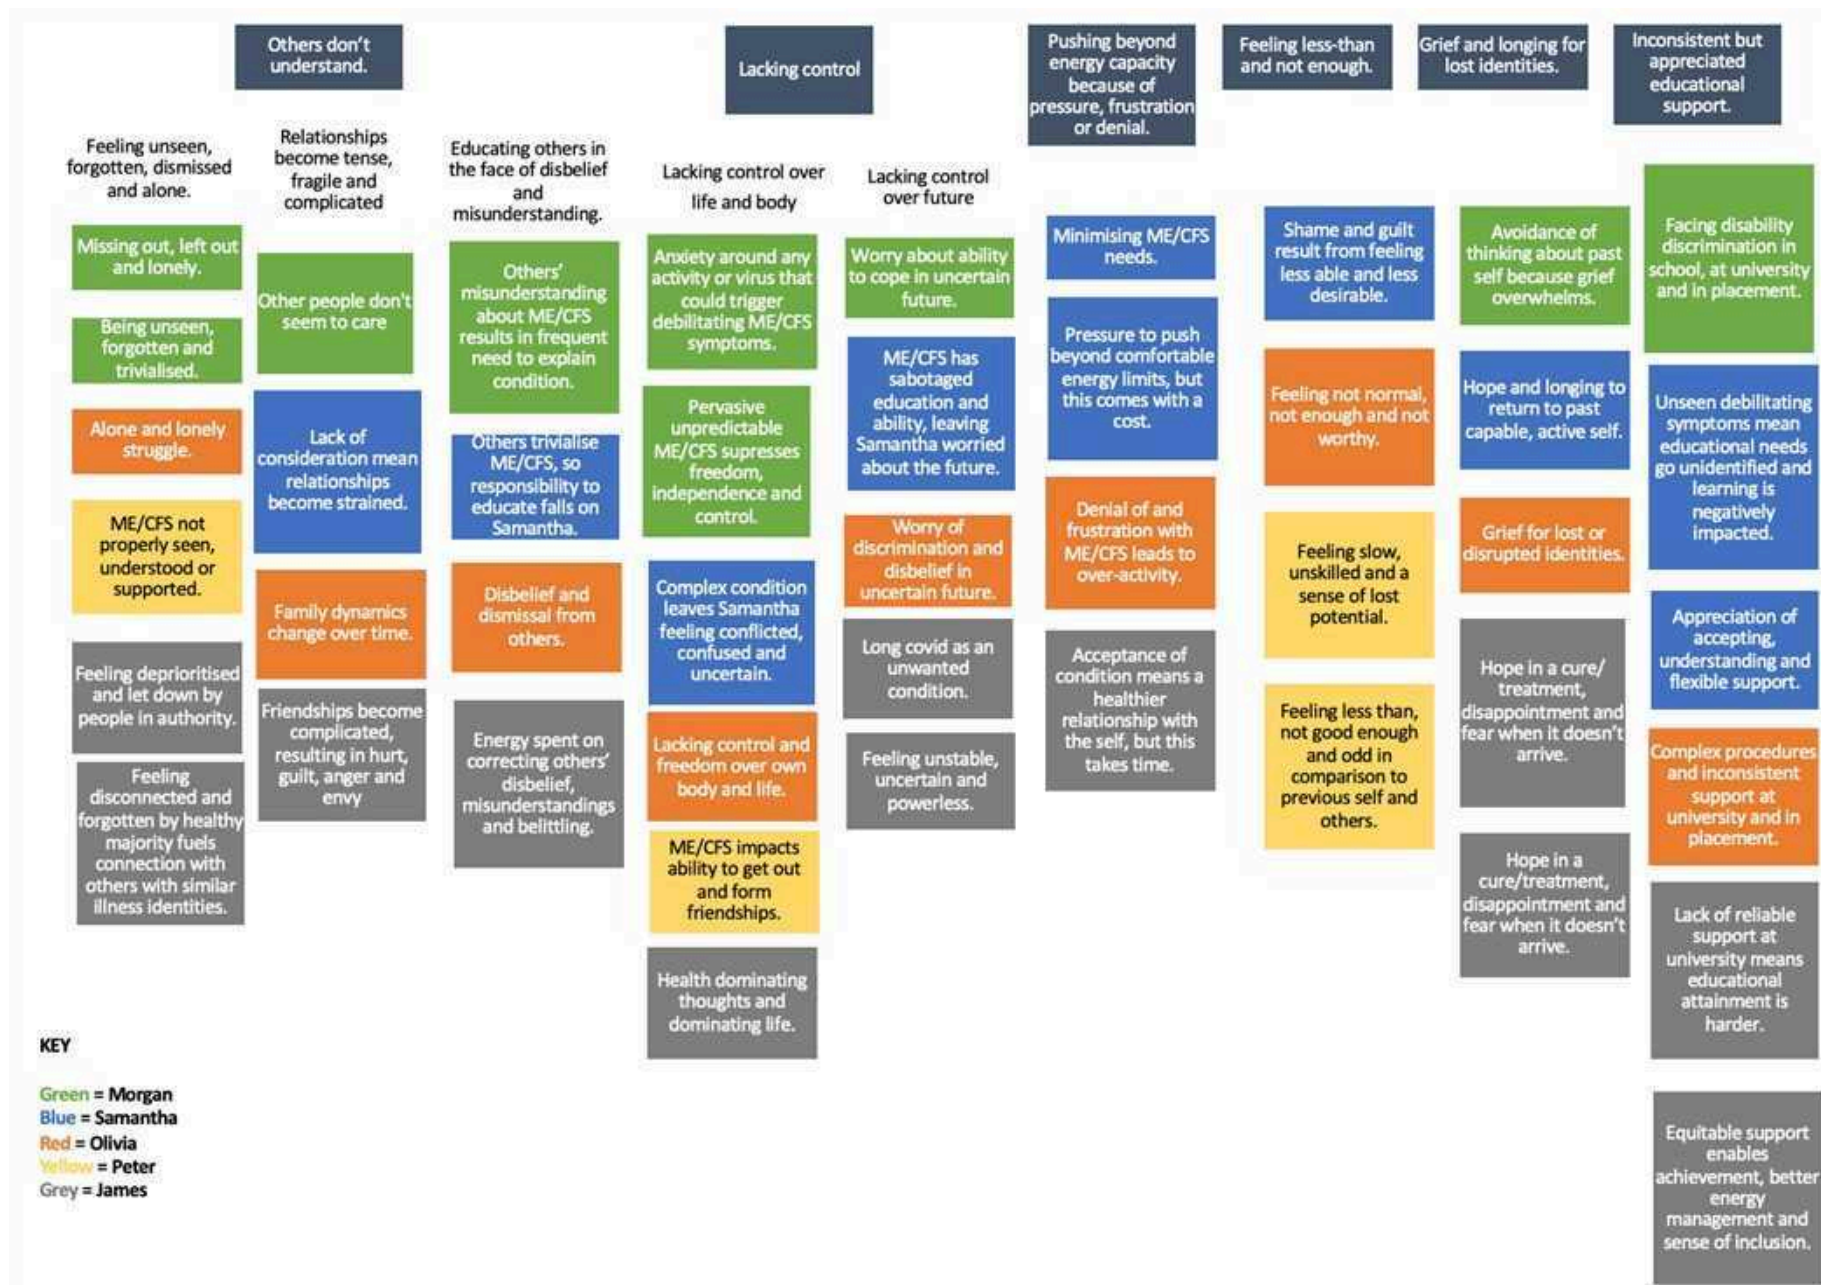 Others don't
understand.
Lacking control
Pushing beyond
energy capacity
because of
pressure, frustration
or denial.
Feeling less-than
and not enough.
Grief and longing for
lost identities.
Inconsistent but
appreciated
educational
support.
Feeling unseen,
forgotten, dismissed
and alone.
Missing out, left out
and lonely.
Being unseen,
forgotten and
trivialised.
Alone and lonely
struggle.
ME/CFS not
properly seen,
understood or
supported.
Feeling deprioritised
and let down by
people in authority.
Feeling
disconnected and
forgotten by healthy
majority fuels
connection with
others with similar
illness identities.
Relationships
become tense,
fragile and
complicated
Other people don't
seem to care
Lack of
consideration mean
relationships
become strained.
Family dynamics
change over time.
Friendships become
complicated,
resulting in hurt,
guilt, anger and
envy
Educating others in
the face of disbelief
and
misunderstanding.
Others'
misunderstanding
about ME/CFS
results in frequent
need to explain
condition.
Others trivialise
ME/CFS, so
responsibility to
educate falls on
Samantha.
Disbelief and
dismissal from
others.
Energy spent on
correcting others'
disbelief,
misunderstandings
and belittling.
Lacking control over
life and body
Anxiety around any
activity or virus that
could trigger
debilitating ME/CFS
symptoms.
Pervasive
unpredictable
ME/CFS supresses
freedom,
independence and
control.
Complex condition
leaves Samantha
feeling conflicted,
confused and
uncertain.
Lacking control and
freedom over own
body and life.
ME/CFS impacts
ability to get out
and form
friendships.
Health dominating
thoughts and
dominating life.
Lacking control
over future
Worry about ability
to cope in uncertain
future.
ME/CFS has
sabotaged
education and
ability, leaving
Samantha worried
about the future.
Worry of
discrimination and
disbelief in
uncertain future.
Long covid as an
unwanted
condition.
Feeling unstable,
uncertain and
powerless.
Minimising ME/CFS
needs.
Pressure to push
beyond comfortable
energy limits, but
this comes with a
cost.
Denial of and
frustration with
ME/CFS leads to
over-activity.
Acceptance of
condition means a
healthier
relationship with
the self, but this
takes time.
Shame and guilt
result from feeling
less able and less
desirable.
Feeling not normal,
not enough and not
worthy.
Feeling slow,
unskilled and a
sense of lost
potential.
Feeling less than,
not good enough
and odd in
comparison to
previous self and
others.
Avoidance of
thinking about past
self because grief
overwhelms.
Hope and longing to
return to past
capable, active self.
Grief for lost or
disrupted identities.
Hope in a cure/
treatment,
disappointment and
fear when it doesn't
arrive.
Hope in a
cure/treatment,
disappointment and
fear when it doesn't
arrive.
Facing disability
discrimination in
school, at university
and in placement.
Unseen debilitating
symptoms mean
educational needs
go unidentified and
learning is
negatively
impacted.
Appreciation of
accepting,
understanding and
flexible support.
Complex procedures
and inconsistent
support at
university and in
placement.
Lack of reliable
support at
university means
educational
attainment is
harder.
Equitable support
enables
achievement, better
energy
management and
sense of inclusion.
KEY
Green = Morgan
Blue = Samantha
Red = Olivia
Yellow = Peter
Grey = James